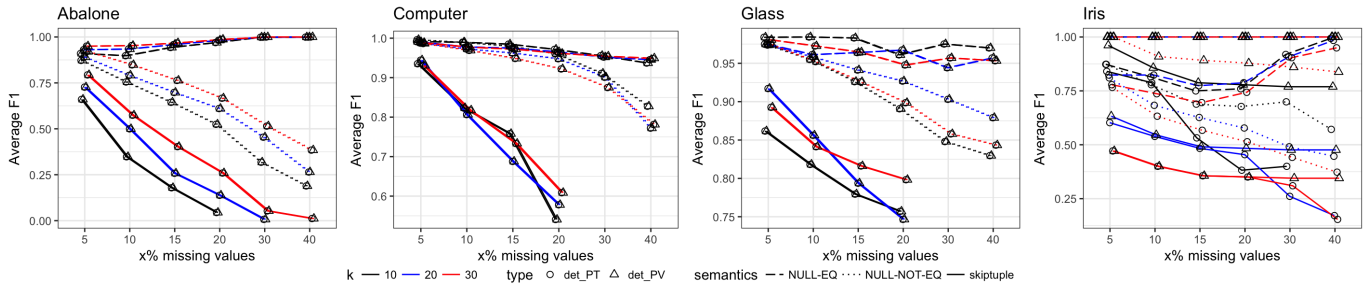 Abalone
Average F1
1.00
0.75
0.50
0.25
0.00
5 10 15 20 30 40
x% missing values
Computer
Average F1
1.0
0.9
0.8
0.7
0.6
5 10 15 20 30 40
x% missing values
Glass
Average F1
0.95
0.90
0.85
0.80
0.75
5 10 15 20 30 40
x% missing values
Iris
Average F1
1.00
0.75
0.50
0.25
5 10 15 20 30 40
x% missing values
k 10 20 30 type det_PT det_PV semantics NULL-EQ NULL-NOT-EQ skiptuple